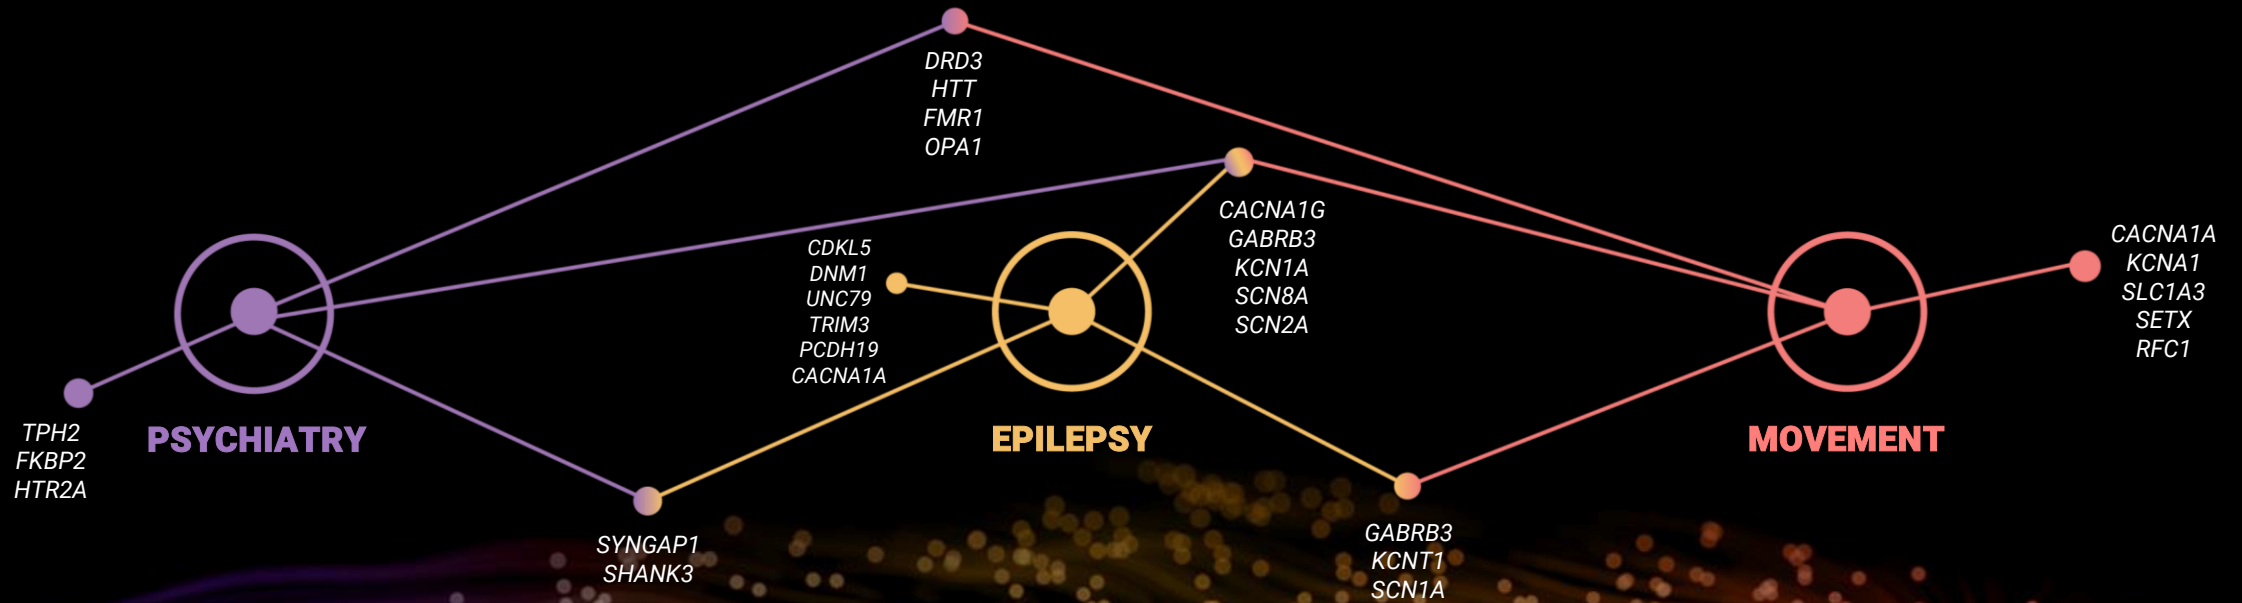 DRD3
HTT
FMR1
OPA1
CACNA1G
GABRB3
KCN1A
SCN8A
SCN2A
CDKL5
DNM1
UNC79
TRIM3
PCDH19
CACNA1A
CACNA1A
KCNA1
SLC1A3
SETX
RFC1
TPH2
FKBP2
HTR2A
PSYCHIATRY
EPILEPSY
MOVEMENT
SYNGAP1
SHANK3
GABRB3
KCNT1
SCN1A